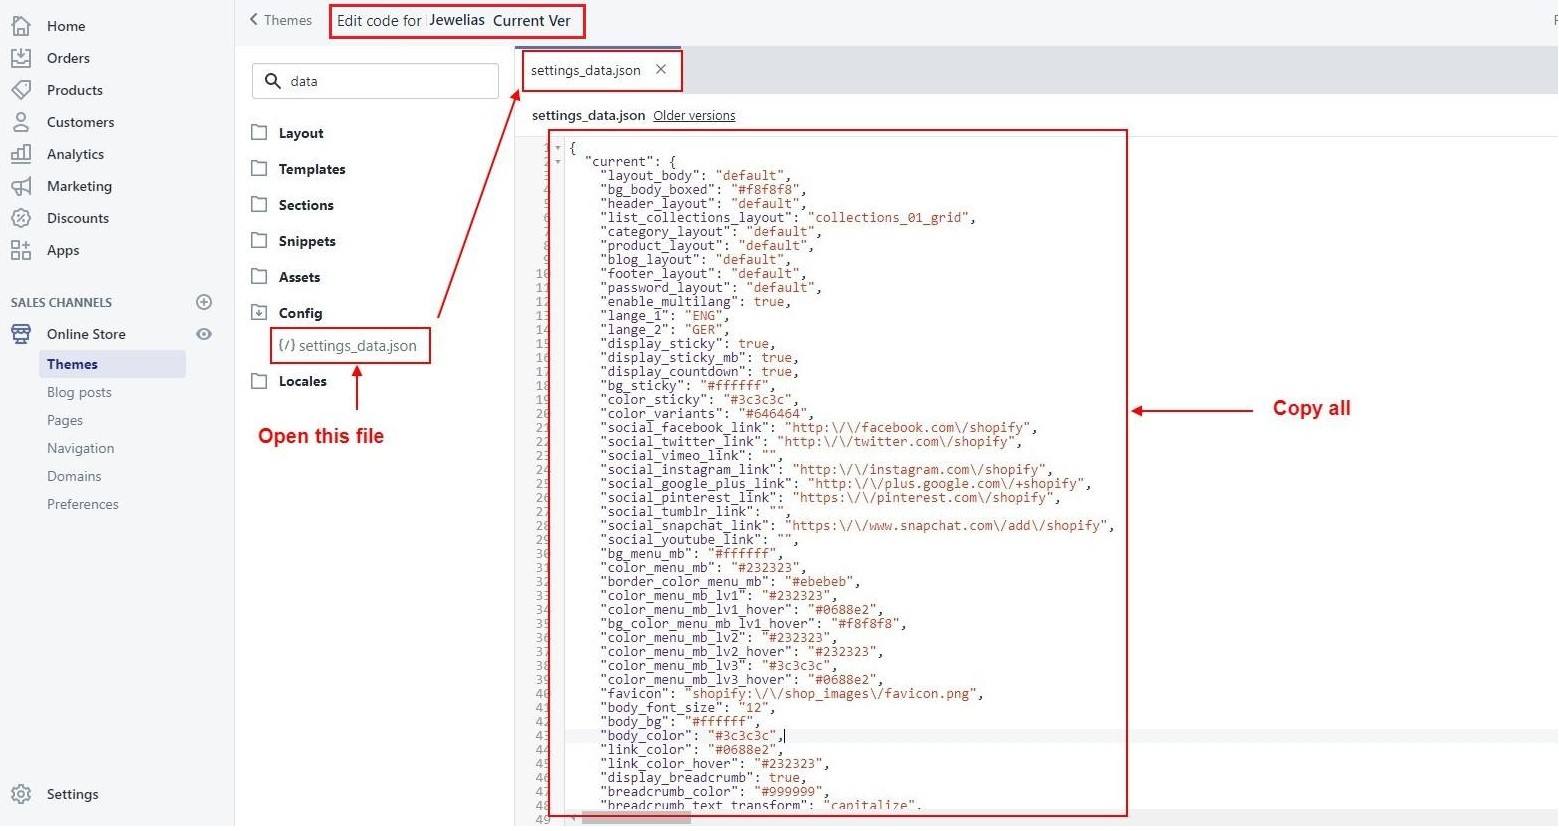 Home
Orders
Products
Customers
Analytics
Marketing
Discounts
Apps
SALES CHANNELS
Online Store
Themes
Blog posts
Pages
Navigation
Domains
Preferences
Settings
Themes
Edit code for Jewelias Current Ver
data
Layout
Templates
Sections
Snippets
Assets
Config
{/} settings_data.json
Locales
Open this file
settings_data.json ×
settings_data.json Older versions
1 {
2 "current": {
3 "layout_body": "default",
4 "bg_body_boxed": "#f8f8f8",
5 "header_layout": "default",
6 "list_collections_layout": "collections_01_grid",
7 "category_layout": "default",
8 "product_layout": "default",
9 "blog_layout": "default",
10 "footer_layout": "default",
11 "password_layout": "default",
12 "enable_multilang": true,
13 "lange_1": "ENG",
14 "lange_2": "GER",
15 "display_sticky": true,
16 "display_sticky_mb": true,
17 "display_countdown": true,
18 "bg_sticky": "#ffffff",
19 "color_sticky": "#3c3c3c",
20 "color_variants": "#646464",
21 "social_facebook_link": "http:\/\/facebook.com\/shopify",
22 "social_twitter_link": "http:\/\/twitter.com\/shopify",
23 "social_vimeo_link": "",
24 "social_instagram_link": "http:\/\/instagram.com\/shopify",
25 "social_google_plus_link": "http:\/\/plus.google.com\/+shopify",
26 "social_pinterest_link": "https:\/\/pinterest.com\/shopify",
27 "social_tumblr_link": "",
28 "social_snapchat_link": "https:\/\/www.snapchat.com\/add\/shopify",
29 "social_youtube_link": "",
30 "bg_menu_mb": "#ffffff",
31 "color_menu_mb": "#232323",
32 "border_color_menu_mb": "#ebebeb",
33 "color_menu_mb_lv1": "#232323",
34 "color_menu_mb_lv1_hover": "#0688e2",
35 "bg_color_menu_mb_lv1_hover": "#f8f8f8",
36 "color_menu_mb_lv2": "#232323",
37 "color_menu_mb_lv2_hover": "#232323",
38 "color_menu_mb_lv3": "#3c3c3c",
39 "color_menu_mb_lv3_hover": "#0688e2",
40 "favicon": "shopify:\/\/shop_images\/favicon.png",
41 "body_font_size": "12",
42 "body_bg": "#ffffff",
43 "body_color": "#3c3c3c",
44 "link_color": "#0688e2",
45 "link_color_hover": "#232323",
46 "display_breadcrumb": true,
47 "breadcrumb_color": "#999999",
48 "breadcrumb_text_transform": "capitalize",
49
Copy all